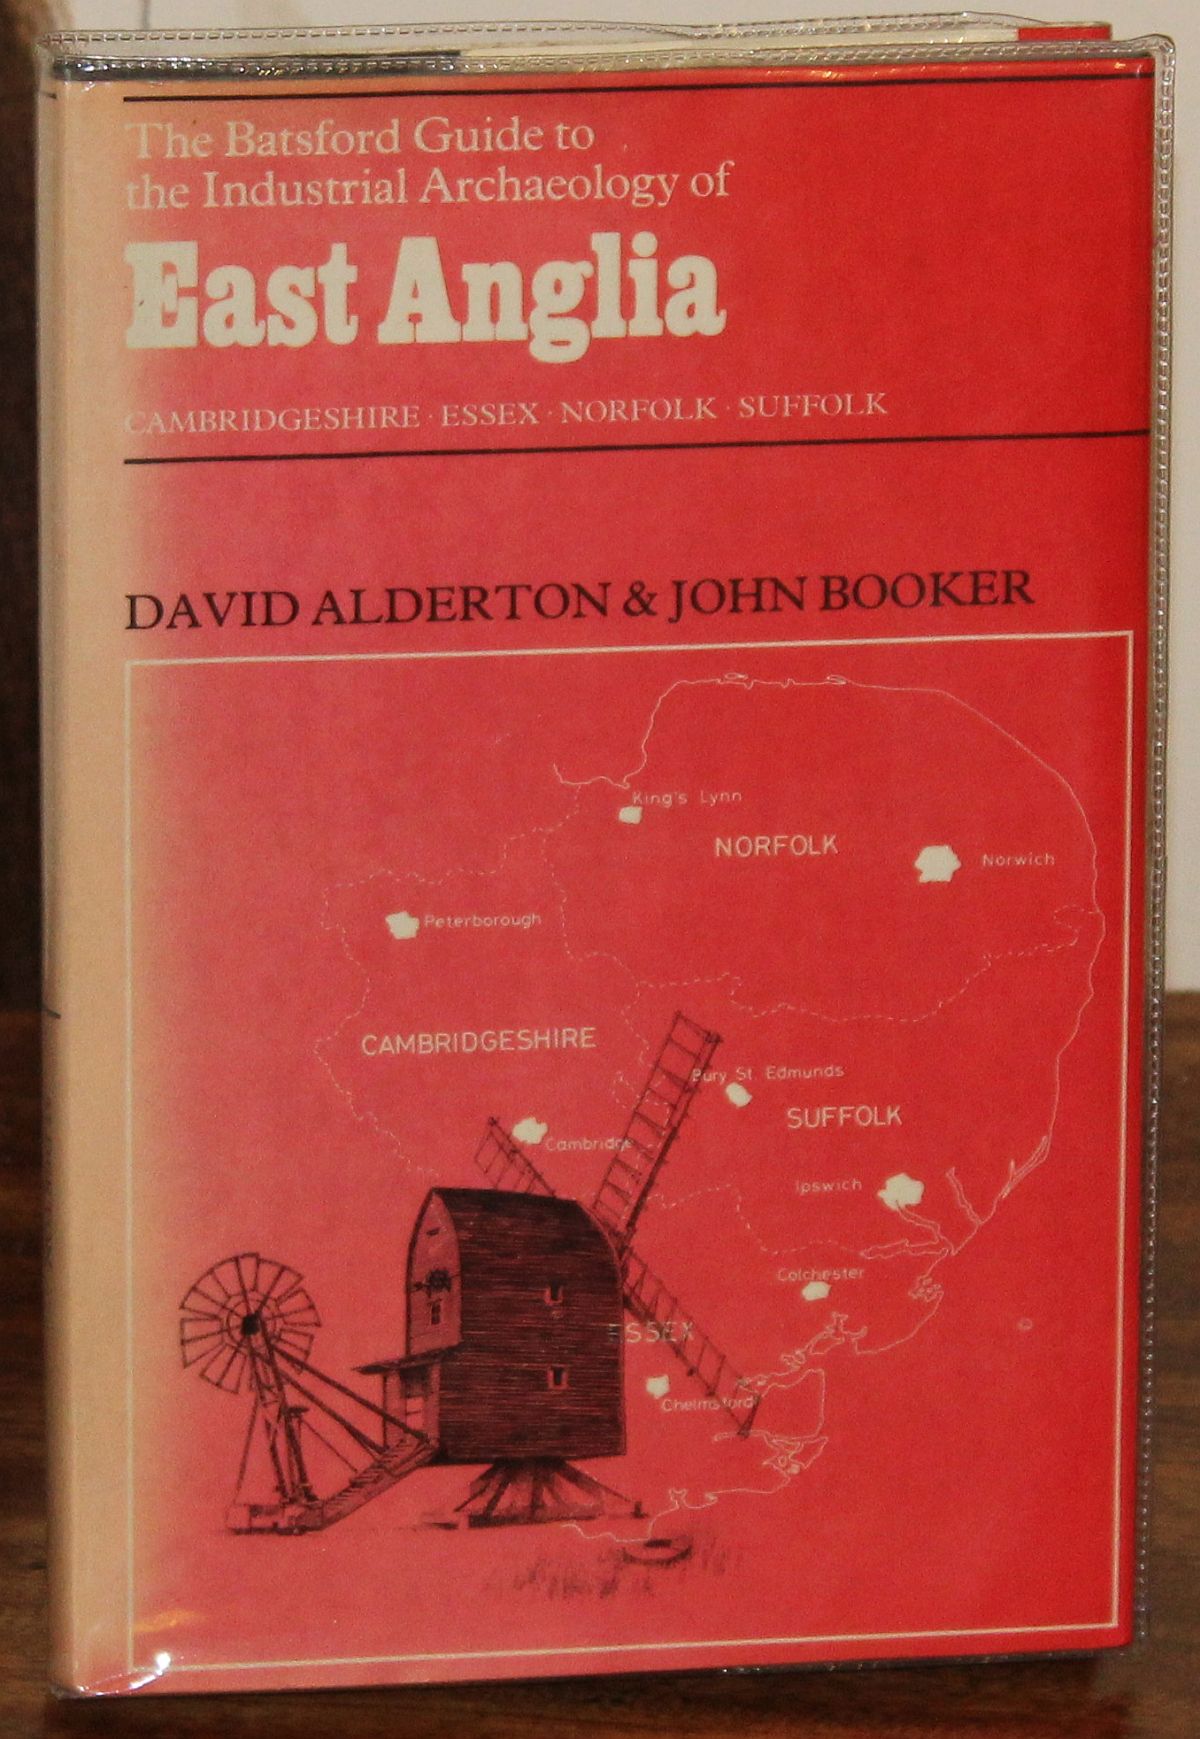 The Batsford Guide to
the Industrial Archaeology of
East Anglia
CAMBRIDGESHIRE · ESSEX · NORFOLK · SUFFOLK
DAVID ALDERTON & JOHN BOOKER
King's Lynn
NORFOLK
Norwich
Peterborough
CAMBRIDGESHIRE
Bury St. Edmunds
SUFFOLK
Cambridge
Ipswich
Colchester
ESSEX
Chelmsford